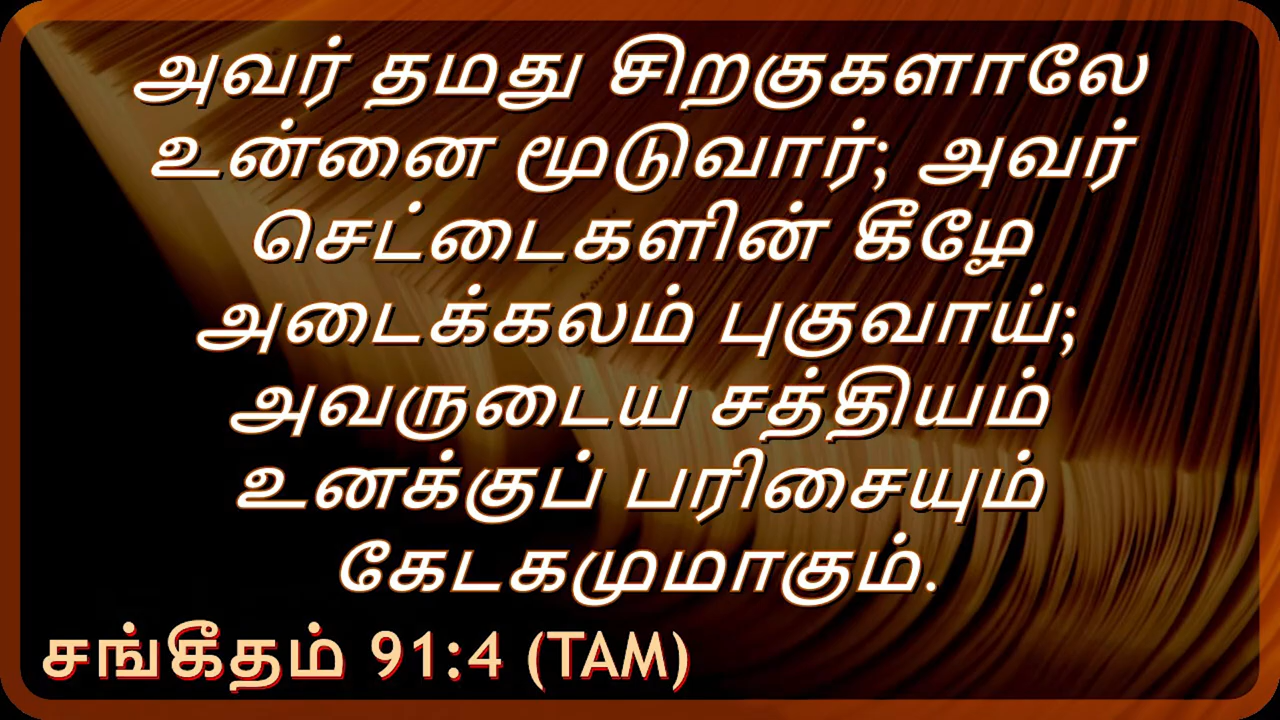 அவர் தமது சிறகுகளாலே
உன்னை மூடுவார்; அவர்
செட்டைகளின் கீழே
அடைக்கலம் புகுவாய்;
அவருடைய சத்தியம்
உனக்குப் பரிசையும்
கேடகமுமாகும்.
சங்கீதம் 91:4 (TAM)